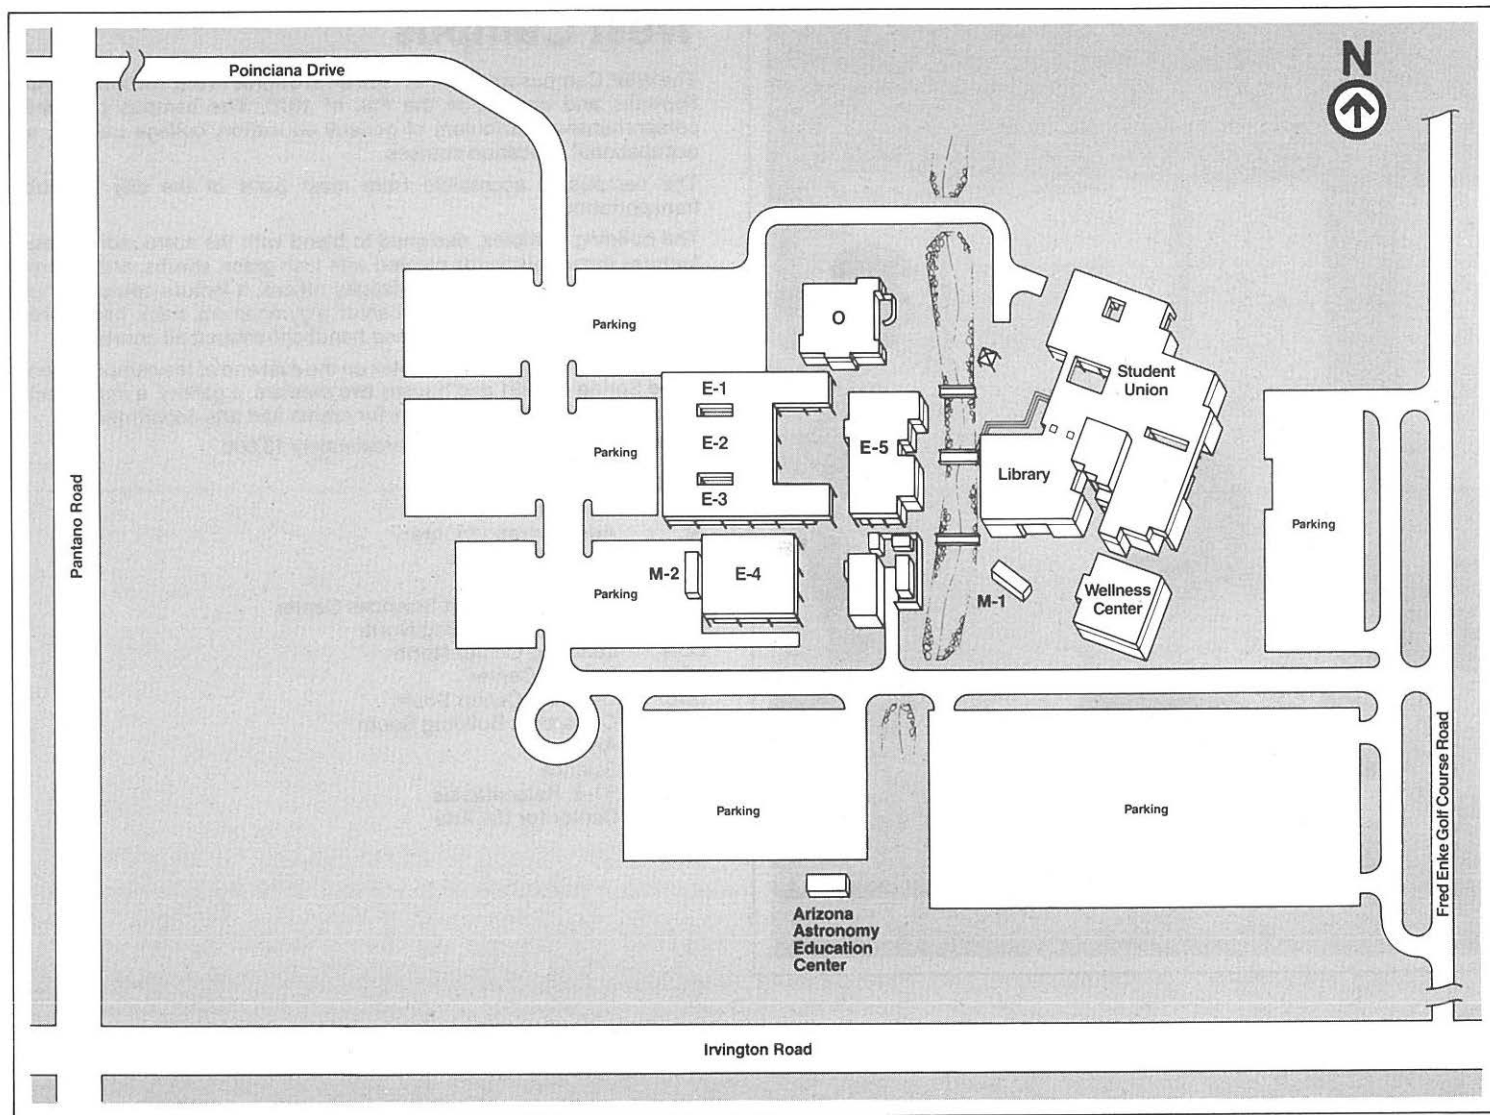 N
Poinciana Drive
Parking
O
E-1
Student
Union
E-2
E-5
Parking
E-3
Library
Parking
Pantano Road
M-2
E-4
Parking
M-1
Wellness
Center
Parking
Parking
Fred Enke Golf Course Road
Arizona
Astronomy
Education
Center
Irvington Road